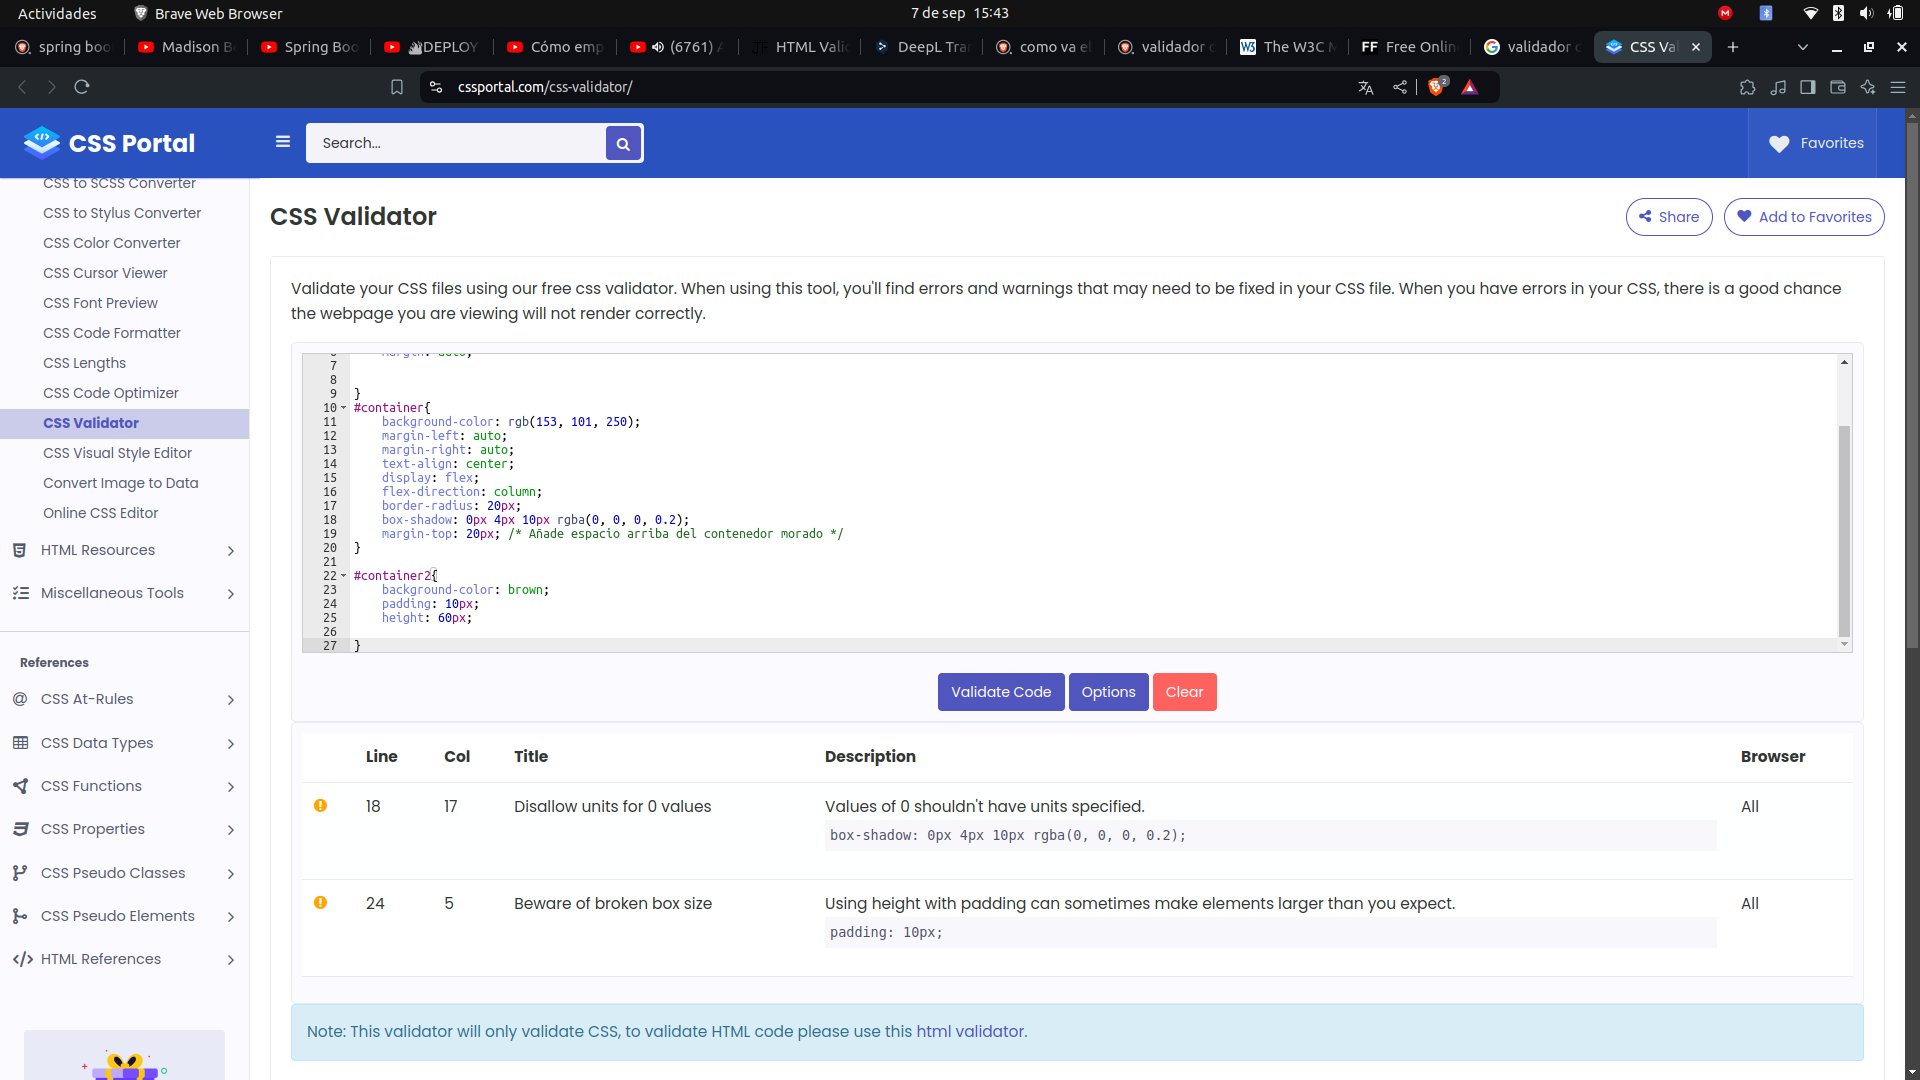 Actividades
Brave Web Browser
7 de sep 15:43
spring boo
Madison B
Spring Boo
DEPLOY
Cómo emp
(6761) A
HTML Valid
DeepL Tra
como va el
validador c
The W3C M
Free Onlin
validador c
CSS Val
cssportal.com/css-validator/
2
CSS Portal
Search...
Favorites
CSS to SCSS Converter
CSS to Stylus Converter
CSS Color Converter
CSS Cursor Viewer
CSS Font Preview
CSS Code Formatter
CSS Lengths
CSS Code Optimizer
CSS Validator
CSS Visual Style Editor
Convert Image to Data
Online CSS Editor
HTML Resources
Miscellaneous Tools
References
CSS At-Rules
CSS Data Types
CSS Functions
CSS Properties
CSS Pseudo Classes
CSS Pseudo Elements
HTML References
CSS Validator
Share
Add to Favorites
Validate your CSS files using our free css validator. When using this tool, you'll find errors and warnings that may need to be fixed in your CSS file. When you have errors in your CSS, there is a good chance
the webpage you are viewing will not render correctly.
6 margin: auto;
7
8
9 }
10 #container{
11 background-color: rgb(153, 101, 250);
12 margin-left: auto;
13 margin-right: auto;
14 text-align: center;
15 display: flex;
16 flex-direction: column;
17 border-radius: 20px;
18 box-shadow: 0px 4px 10px rgba(0, 0, 0, 0.2);
19 margin-top: 20px; /* Añade espacio arriba del contenedor morado */
20 }
21
22 #container2{
23 background-color: brown;
24 padding: 10px;
25 height: 60px;
26
27 }
Validate Code
Options
Clear
Line Col Title Description Browser
18 17 Disallow units for 0 values Values of 0 shouldn't have units specified. All
box-shadow: 0px 4px 10px rgba(0, 0, 0, 0.2);
24 5 Beware of broken box size Using height with padding can sometimes make elements larger than you expect. All
padding: 10px;
Note: This validator will only validate CSS, to validate HTML code please use this html validator.